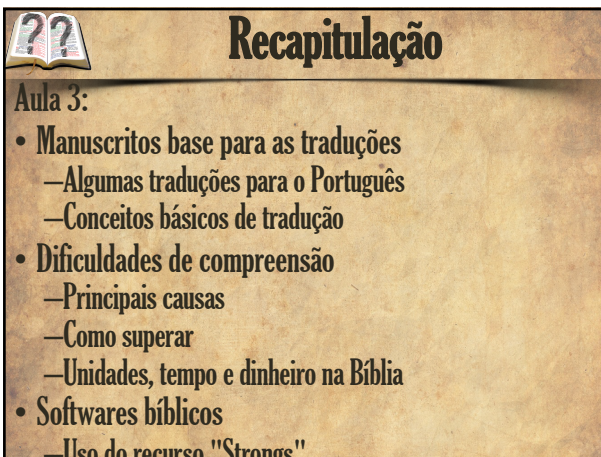 ??
Recapitulação
Aula 3:
• Manuscritos base para as traduções
–Algumas traduções para o Português
–Conceitos básicos de tradução
• Dificuldades de compreensão
–Principais causas
–Como superar
–Unidades, tempo e dinheiro na Bíblia
• Softwares bíblicos
–Uso do recurso "Strongs"